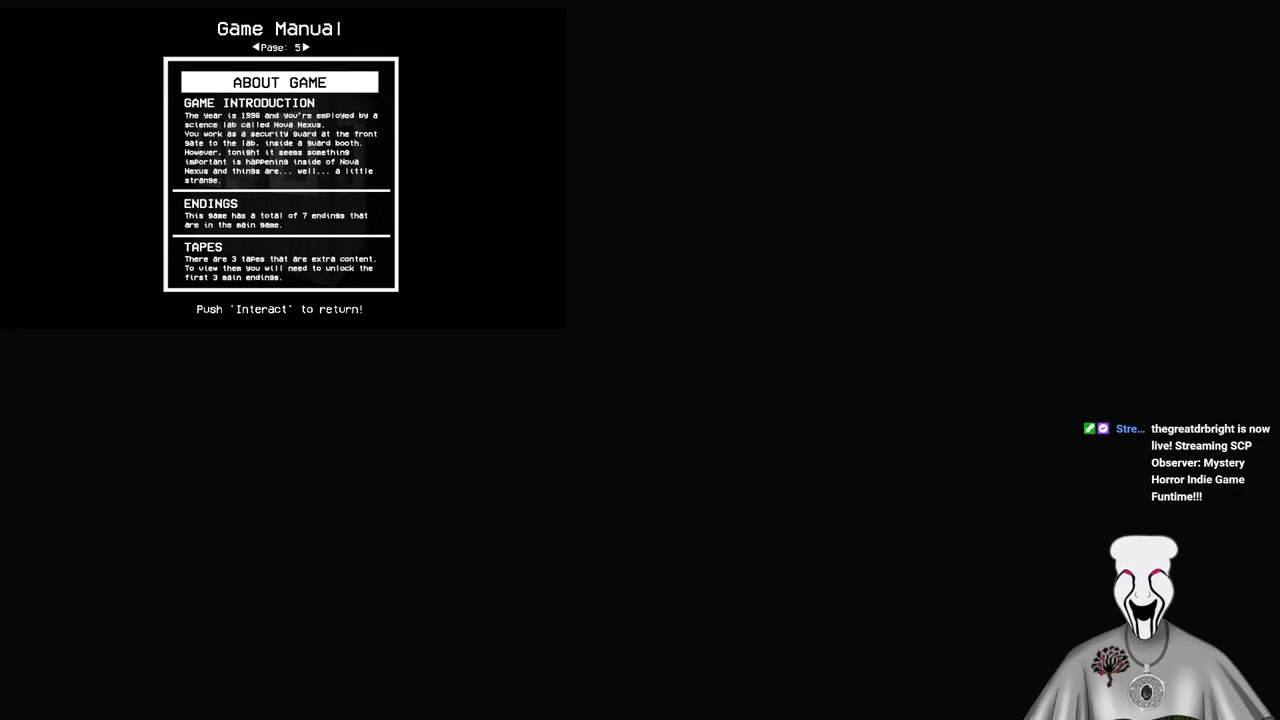 Game Manual
◀Page: 5▶
ABOUT GAME
GAME INTRODUCTION
The year is 1996 and you're employed by a
science lab called Nova Nexus.
You work as a security guard at the front
gate to the lab, inside a guard booth.
However, tonight it seems something
important is happening inside of Nova
Nexus and things are... well... a little
strange.
ENDINGS
This game has a total of 7 endings that
are in the main game.
TAPES
There are 3 tapes that are extra content.
To view them you will need to unlock the
first 3 main endings.
Push 'Interact' to return!
Stre... thegreatdrbright is now
live! Streaming SCP
Observer: Mystery
Horror Indie Game
Funtime!!!